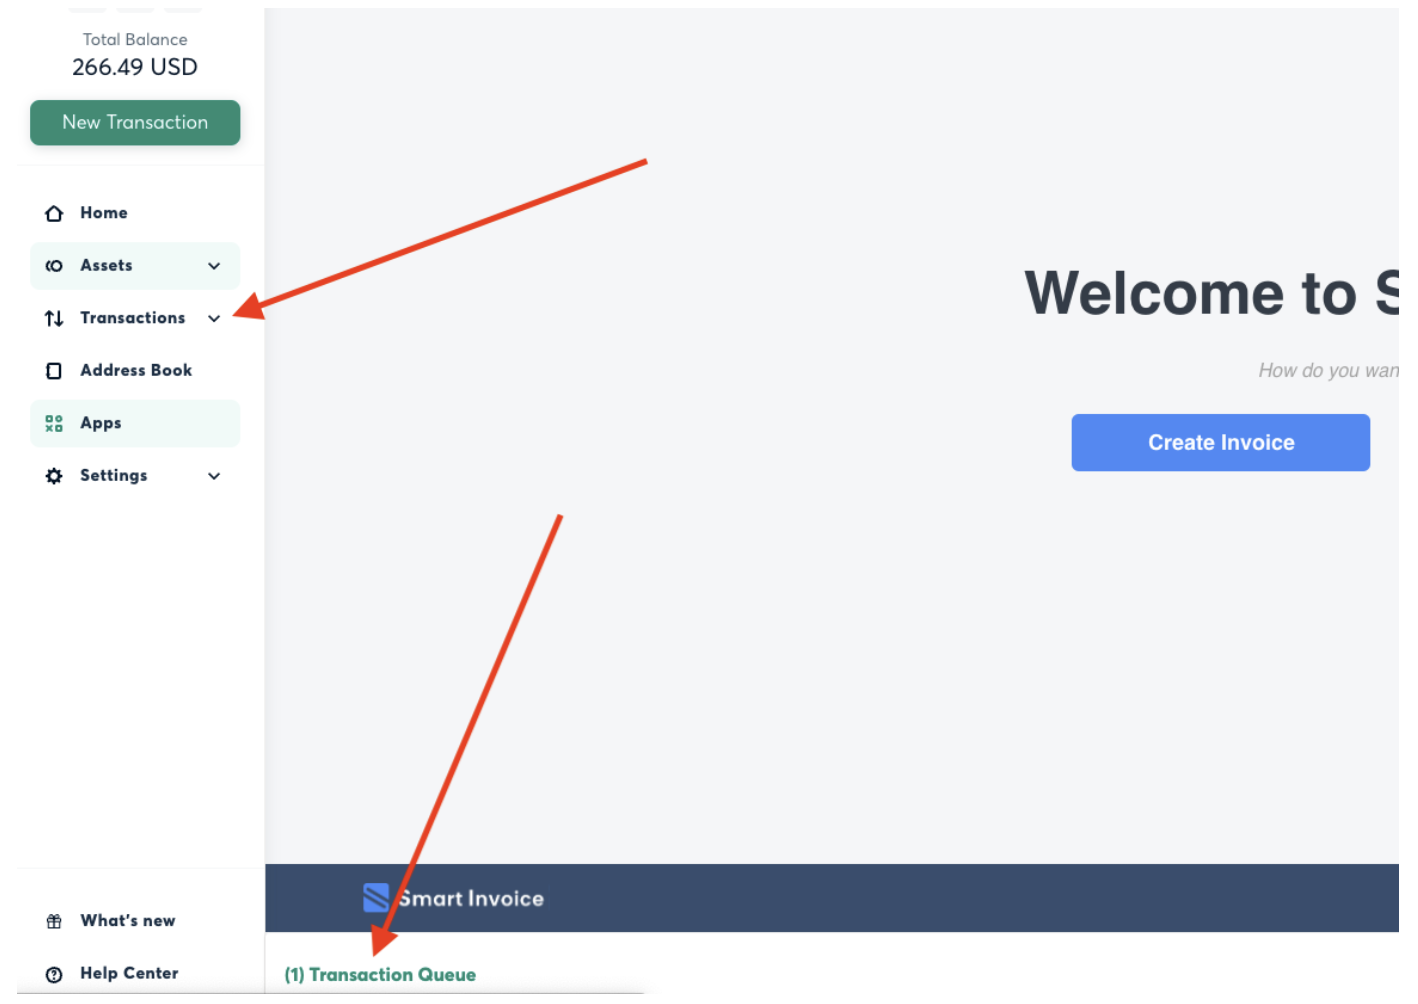 Total Balance
266.49 USD
New Transaction
Home
Assets
Transactions
Address Book
Apps
Settings
What's new
Help Center
Welcome to S
How do you wan
Create Invoice
Smart Invoice
(1) Transaction Queue